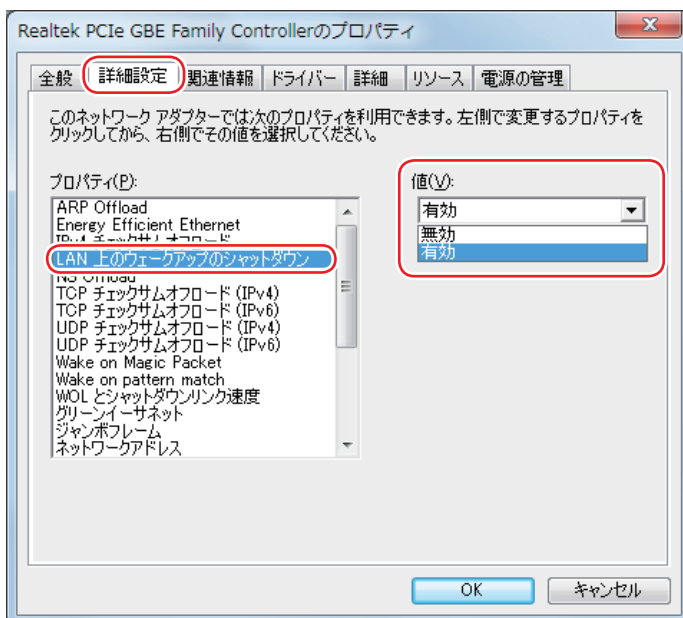 Realtek PCIe GBE Family Controllerのプロパティ
全般 詳細設定 関連情報 ドライバー 詳細 リソース 電源の管理
このネットワーク アダプターでは次のプロパティを利用できます。左側で変更するプロパティを
クリックしてから、右側でその値を選択してください。
プロパティ(P):
ARP Offload
Energy Efficient Ethernet
IPv4 チェックサムオフロード
LAN 上のウェークアップのシャットダウン
NS Offload
TCP チェックサムオフロード (IPv4)
TCP チェックサムオフロード (IPv6)
UDP チェックサムオフロード (IPv4)
UDP チェックサムオフロード (IPv6)
Wake on Magic Packet
Wake on pattern match
WOL とシャットダウンリンク速度
グリーンイーサネット
ジャンボフレーム
ネットワークアドレス
値(V):
有効
無効
有効
OK キャンセル